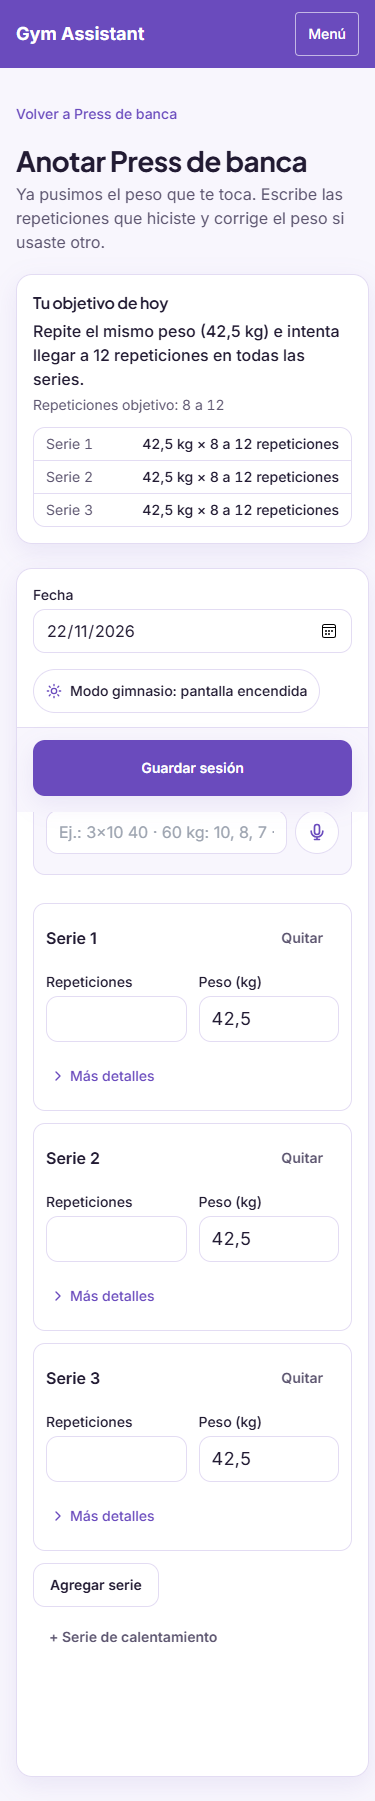 Gym Assistant
Menú
Volver a Press de banca
Anotar Press de banca
Ya pusimos el peso que te toca. Escribe las
repeticiones que hiciste y corrige el peso si
usaste otro.
Tu objetivo de hoy
Repite el mismo peso (42,5 kg) e intenta
llegar a 12 repeticiones en todas las
series.
Repeticiones objetivo: 8 a 12
Serie 1 42,5 kg × 8 a 12 repeticiones
Serie 2 42,5 kg × 8 a 12 repeticiones
Serie 3 42,5 kg × 8 a 12 repeticiones
Fecha
22/11/2026
Modo gimnasio: pantalla encendida
Guardar sesión
Ej.: 3×10 40 · 60 kg: 10, 8, 7 ·
Serie 1 Quitar
Repeticiones Peso (kg)
42,5
Más detalles
Serie 2 Quitar
Repeticiones Peso (kg)
42,5
Más detalles
Serie 3 Quitar
Repeticiones Peso (kg)
42,5
Más detalles
Agregar serie
+ Serie de calentamiento